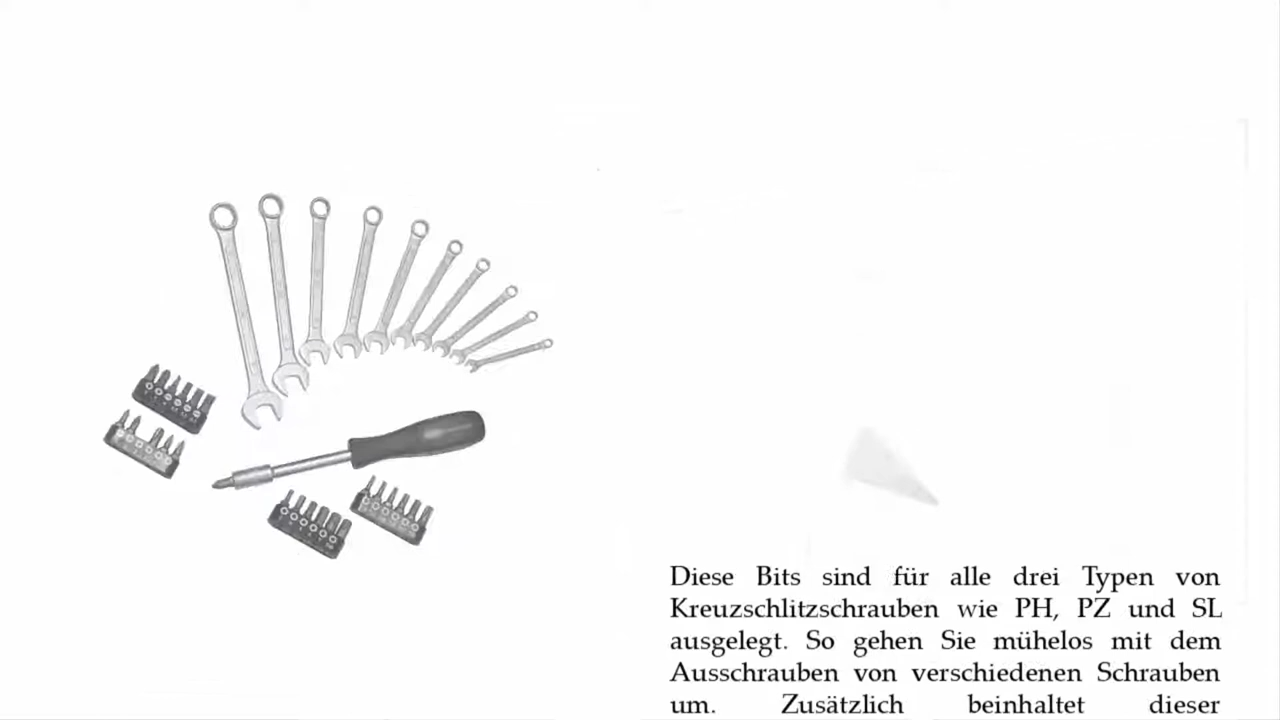 Diese Bits sind für alle drei Typen von
Kreuzschlitzschrauben wie PH, PZ und SL
ausgelegt. So gehen Sie mühelos mit dem
Ausschrauben von verschiedenen Schrauben
um. Zusätzlich beinhaltet dieser